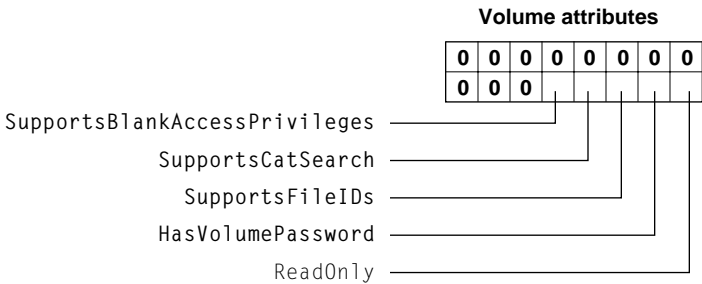 Volume attributes
0 0 0 0 0 0 0 0
0 0 0
SupportsBlankAccessPrivileges
SupportsCatSearch
SupportsFileIDs
HasVolumePassword
ReadOnly